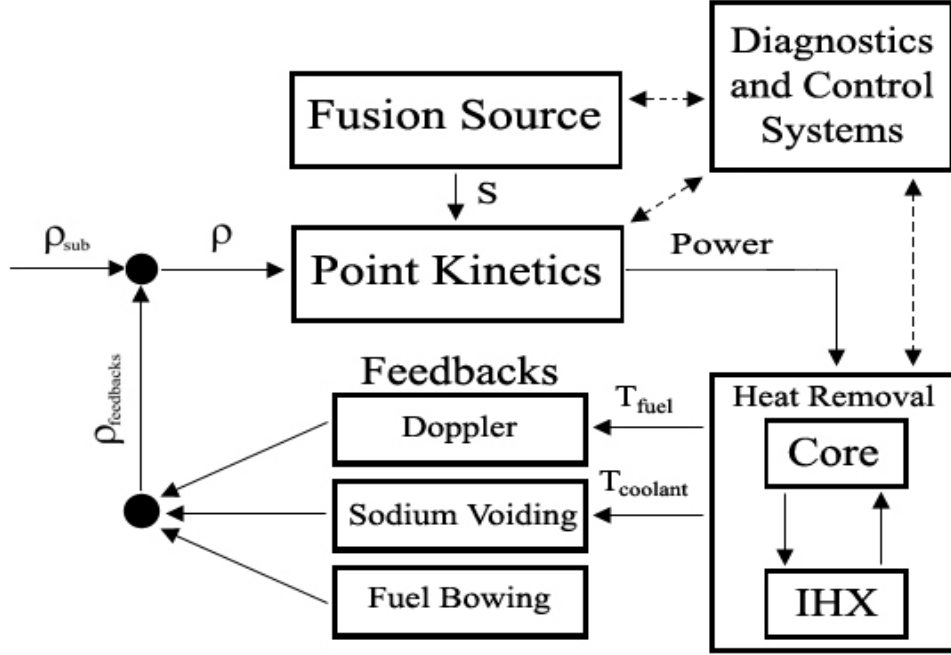 Diagnostics
and Control
Systems
Fusion Source
S
ρsub
ρ
Point Kinetics
Power
ρfeedbacks
Feedbacks
Doppler
Tfuel
Sodium Voiding
Tcoolant
Fuel Bowing
Heat Removal
Core
IHX